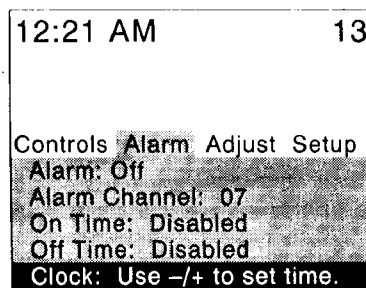 12:21 AM 13
Controls Alarm Adjust Setup
Alarm: Off
Alarm Channel: 07
On Time: Disabled
Off Time: Disabled
Clock: Use –/+ to set time.